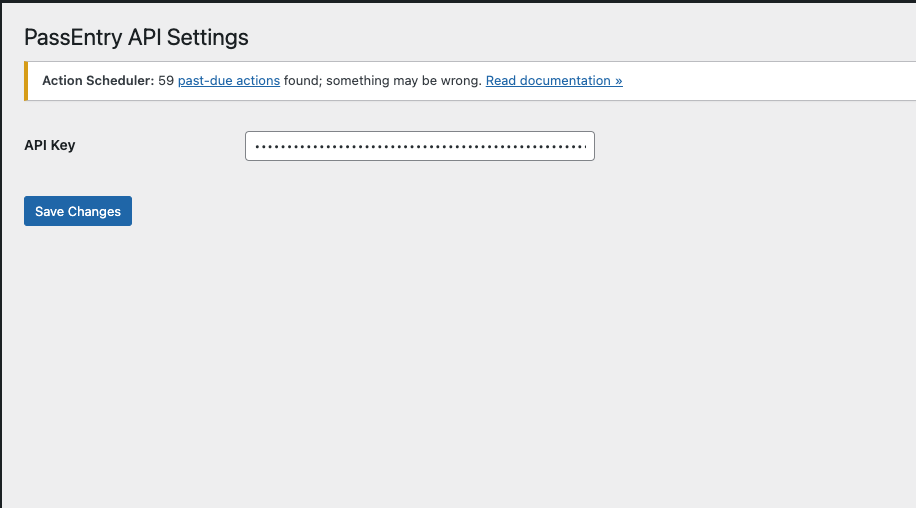 PassEntry API Settings
Action Scheduler: 59 past-due actions found; something may be wrong. Read documentation »
API Key
Save Changes